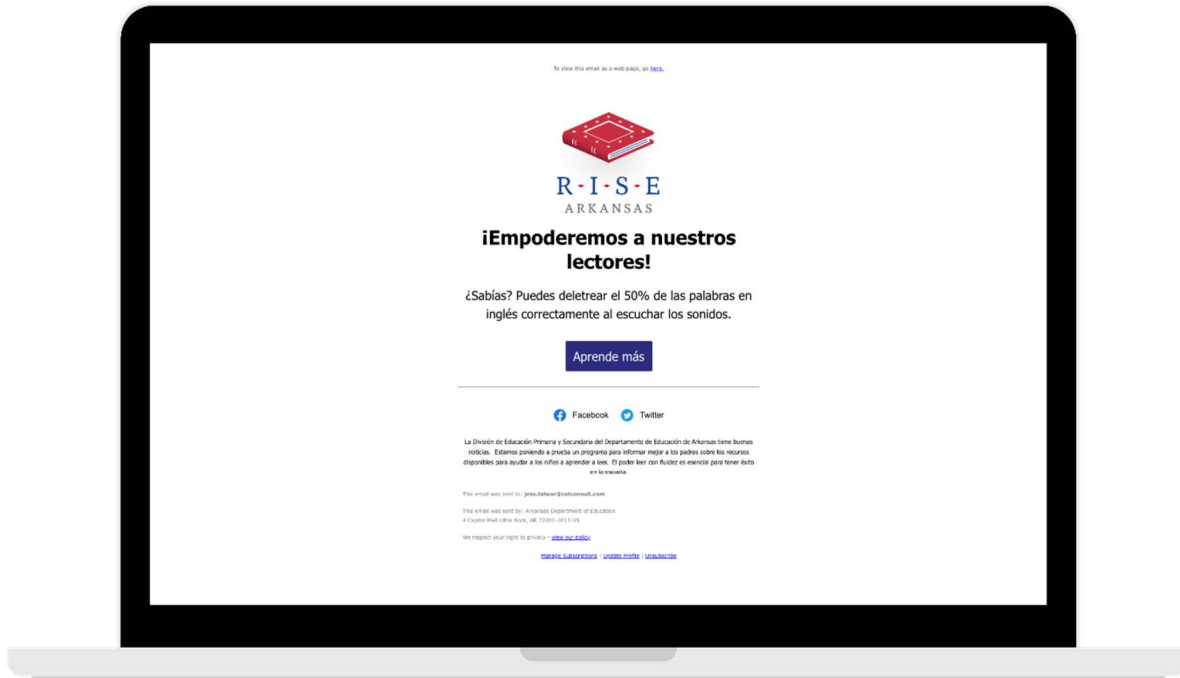 To view this email as a web page, go here.
R·I·S·E
ARKANSAS
¡Empoderemos a nuestros
lectores!
¿Sabías? Puedes deletrear el 50% de las palabras en
inglés correctamente al escuchar los sonidos.
Aprende más
Facebook Twitter
La División de Educación Primaria y Secundaria del Departamento de Educación de Arkansas tiene buenas
noticias. Estamos poniendo a prueba un programa para informar mejor a los padres sobre los recursos
disponibles para ayudar a los niños a aprender a leer. El poder leer con fluidez es esencial para tener éxito
en la escuela.
This email was sent to:
This email was sent by: Arkansas Department of Education
4 Capitol Mall Little Rock, AR 72201-1013 US
We respect your right to privacy - view our policy
Manage Subscriptions | Update Profile | Unsubscribe